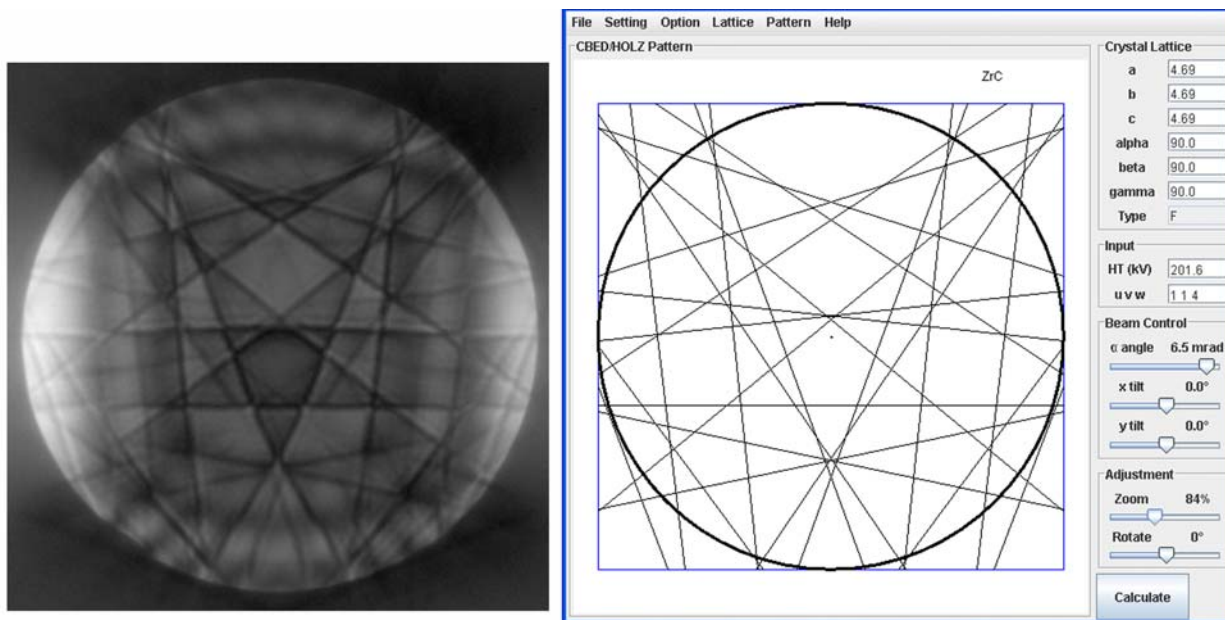 File Setting Option Lattice Pattern Help
CBED/HOLZ Pattern
ZrC
Crystal Lattice
a 4.69
b 4.69
c 4.69
alpha 90.0
beta 90.0
gamma 90.0
Type F
Input
HT (kV) 201.6
u v w 1 1 4
Beam Control
α angle 6.5 mrad
x tilt 0.0°
y tilt 0.0°
Adjustment
Zoom 84%
Rotate 0°
Calculate